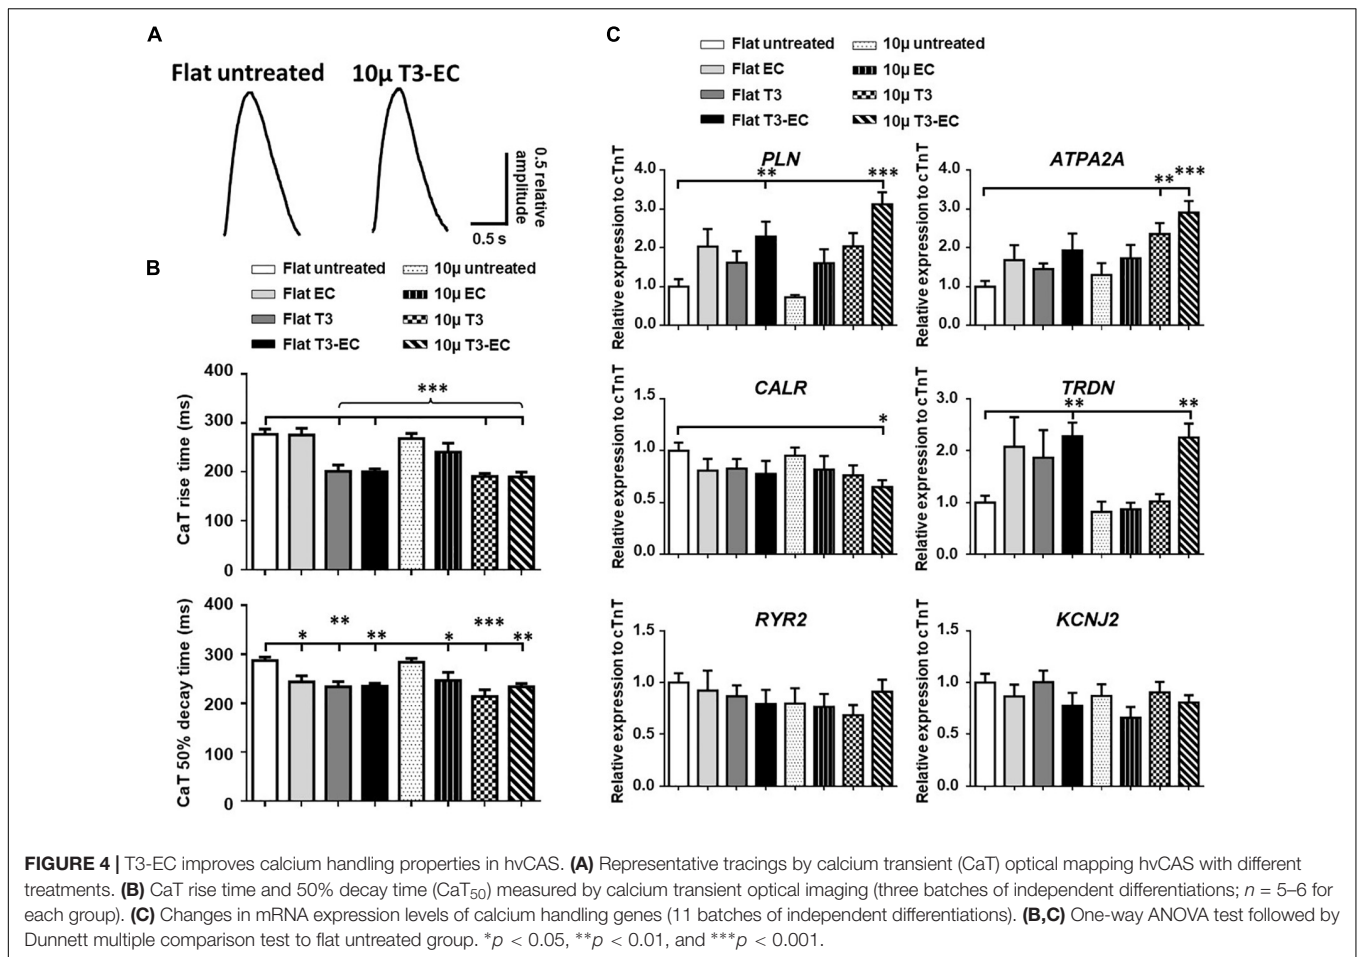 A
Flat untreated 10µ T3-EC
0.5 relative
amplitude
0.5 s
B
Flat untreated 10µ untreated
Flat EC 10µ EC
Flat T3 10µ T3
Flat T3-EC 10µ T3-EC
CaT rise time (ms)
400
300
200
100
0
***
CaT 50% decay time (ms)
400
300
200
100
0
* ** ** * *** **
C
Flat untreated 10µ untreated
Flat EC 10µ EC
Flat T3 10µ T3
Flat T3-EC 10µ T3-EC
PLN
Relative expression to cTnT
4.0
3.0
2.0
1.0
0.0
** ***
ATPA2A
Relative expression to cTnT
4.0
3.0
2.0
1.0
0.0
** ***
CALR
Relative expression to cTnT
1.5
1.0
0.5
0.0
*
TRDN
Relative expression to cTnT
3.0
2.0
1.0
0.0
** **
RYR2
Relative expression to cTnT
1.5
1.0
0.5
0.0
KCNJ2
Relative expression to cTnT
1.5
1.0
0.5
0.0
FIGURE 4 | T3-EC improves calcium handling properties in hvCAS. (A) Representative tracings by calcium transient (CaT) optical mapping hvCAS with different
treatments. (B) CaT rise time and 50% decay time (CaT50) measured by calcium transient optical imaging (three batches of independent differentiations; n = 5–6 for
each group). (C) Changes in mRNA expression levels of calcium handling genes (11 batches of independent differentiations). (B,C) One-way ANOVA test followed by
Dunnett multiple comparison test to flat untreated group. *p < 0.05, **p < 0.01, and ***p < 0.001.